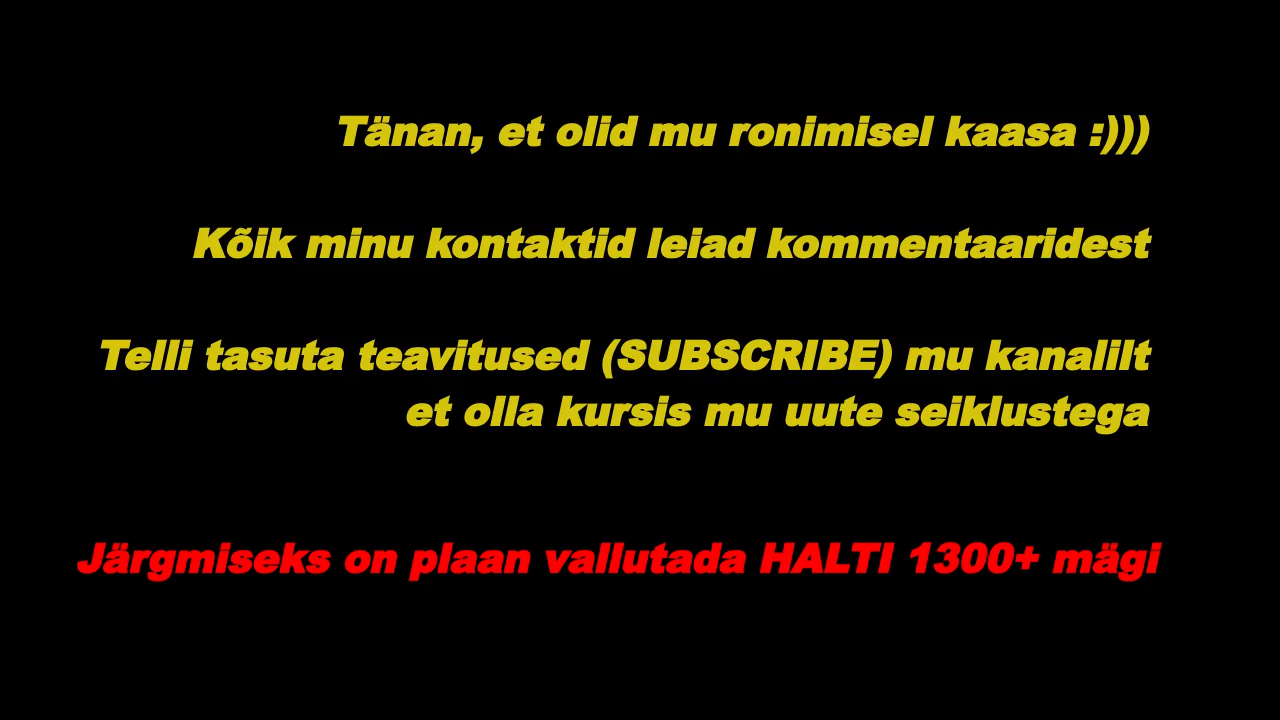 Tänan, et olid mu ronimisel kaasa :)))
Kõik minu kontaktid leiad kommentaaridest
Telli tasuta teavitused (SUBSCRIBE) mu kanalilt
et olla kursis mu uute seiklustega
Järgmiseks on plaan vallutada HALTI 1300+ mägi